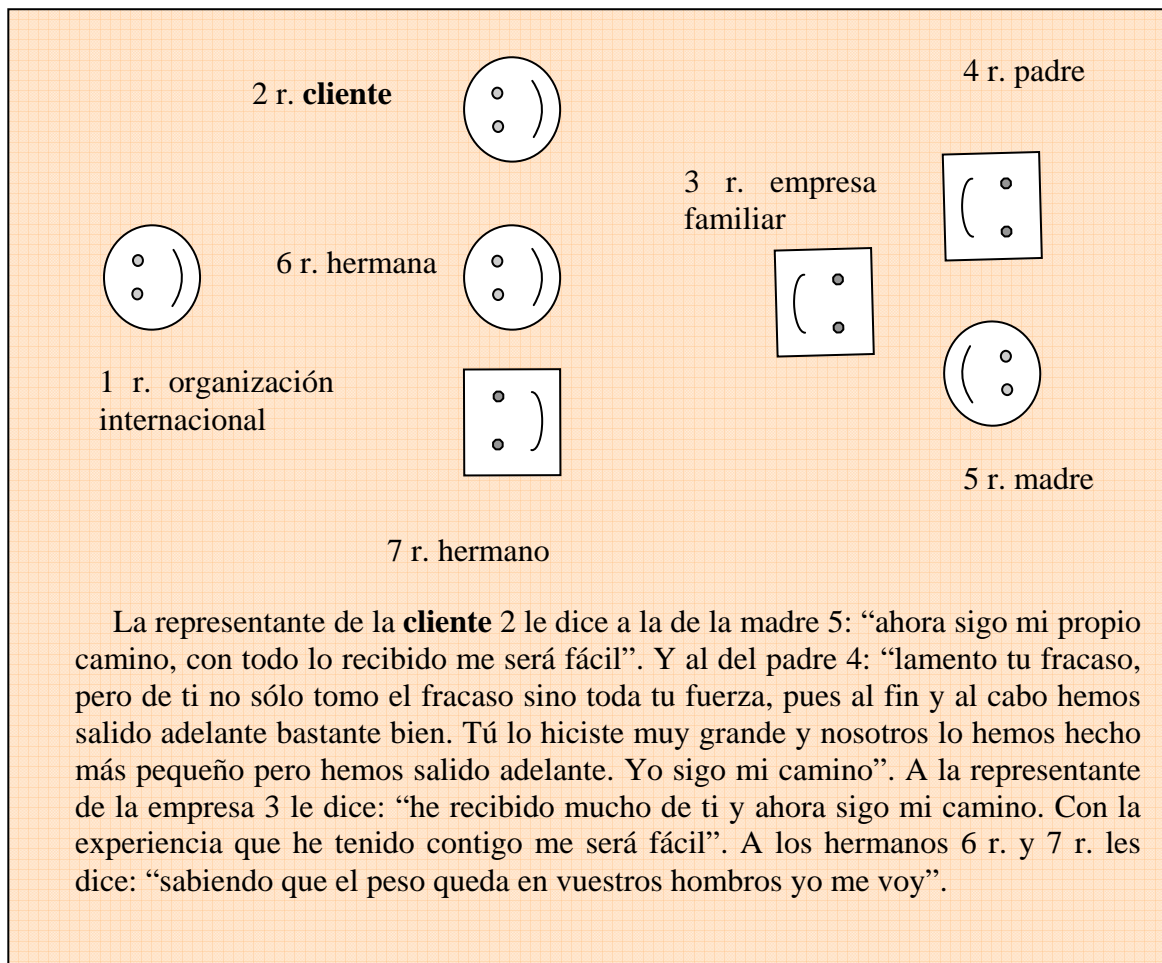 4 r. padre
2 r. cliente
3 r. empresa
familiar
6 r. hermana
1 r. organización
internacional
5 r. madre
7 r. hermano
La representante de la cliente 2 le dice a la de la madre 5: “ahora sigo mi propio
camino, con todo lo recibido me será fácil”. Y al del padre 4: “lamento tu fracaso,
pero de ti no sólo tomo el fracaso sino toda tu fuerza, pues al fin y al cabo hemos
salido adelante bastante bien. Tú lo hiciste muy grande y nosotros lo hemos hecho
más pequeño pero hemos salido adelante. Yo sigo mi camino”. A la representante
de la empresa 3 le dice: “he recibido mucho de ti y ahora sigo mi camino. Con la
experiencia que he tenido contigo me será fácil”. A los hermanos 6 r. y 7 r. les
dice: “sabiendo que el peso queda en vuestros hombros yo me voy”.